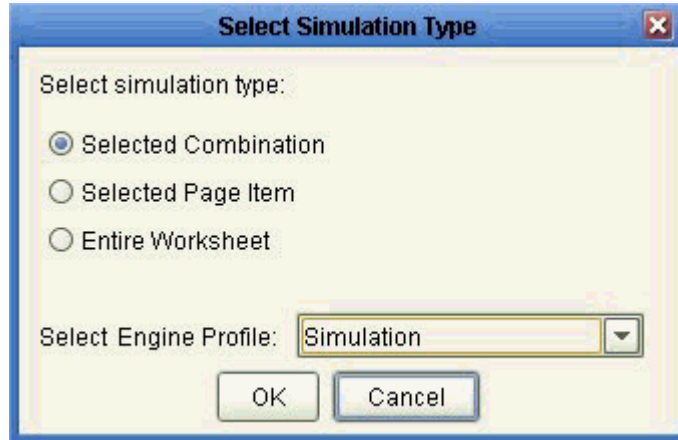 Select Simulation Type
Select simulation type:
Selected Combination
Selected Page Item
Entire Worksheet
Select Engine Profile: Simulation
OK Cancel